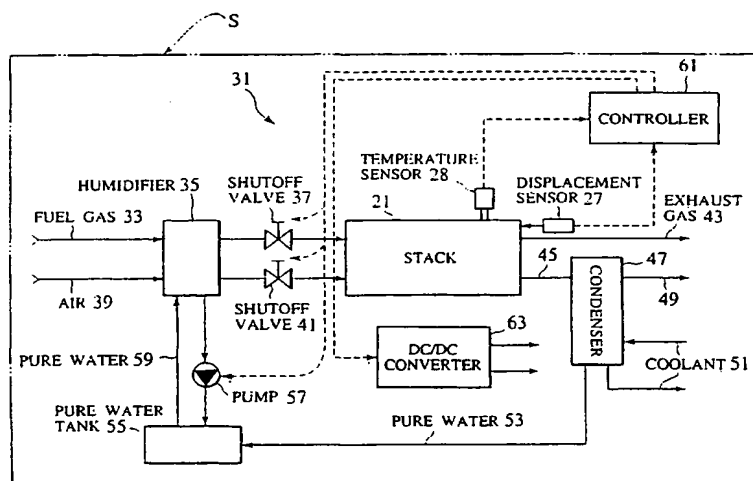 S
31
61
CONTROLLER
TEMPERATURE
SENSOR 28
HUMIDIFIER 35
SHUTOFF
VALVE 37
21
DISPLACEMENT
SENSOR 27
EXHAUST
GAS 43
FUEL GAS 33
STACK
45
47
CONDENSER
49
AIR 39
SHUTOFF
VALVE 41
63
DC/DC
CONVERTER
COOLANT 51
PURE WATER 59
PUMP 57
PURE WATER
TANK 55
PURE WATER 53